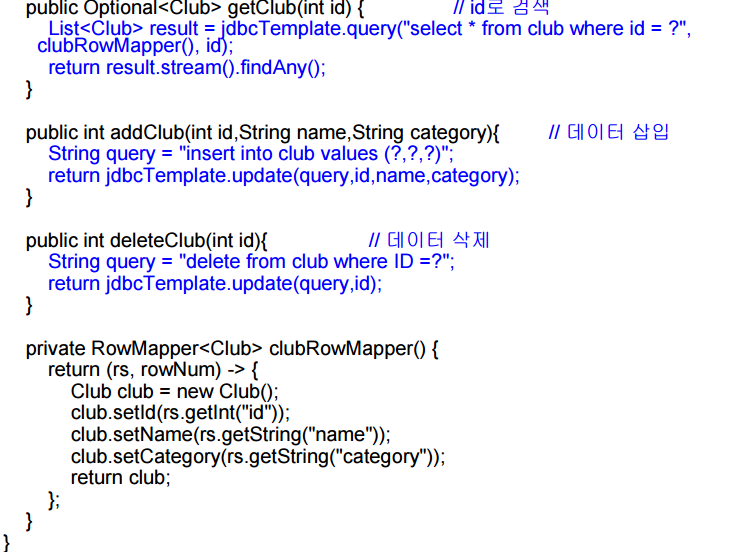 public Optional<Club> getClub(int id) { // id로 검색
List<Club> result = jdbcTemplate.query("select * from club where id = ?",
clubRowMapper(), id);
return result.stream().findAny();
}
public int addClub(int id,String name,String category){ // 데이터 삽입
String query = "insert into club values (?,?,?)";
return jdbcTemplate.update(query,id,name,category);
}
public int deleteClub(int id){ // 데이터 삭제
String query = "delete from club where ID =?";
return jdbcTemplate.update(query,id);
}
private RowMapper<Club> clubRowMapper() {
return (rs, rowNum) -> {
Club club = new Club();
club.setId(rs.getInt("id"));
club.setName(rs.getString("name"));
club.setCategory(rs.getString("category"));
return club;
};
}
}